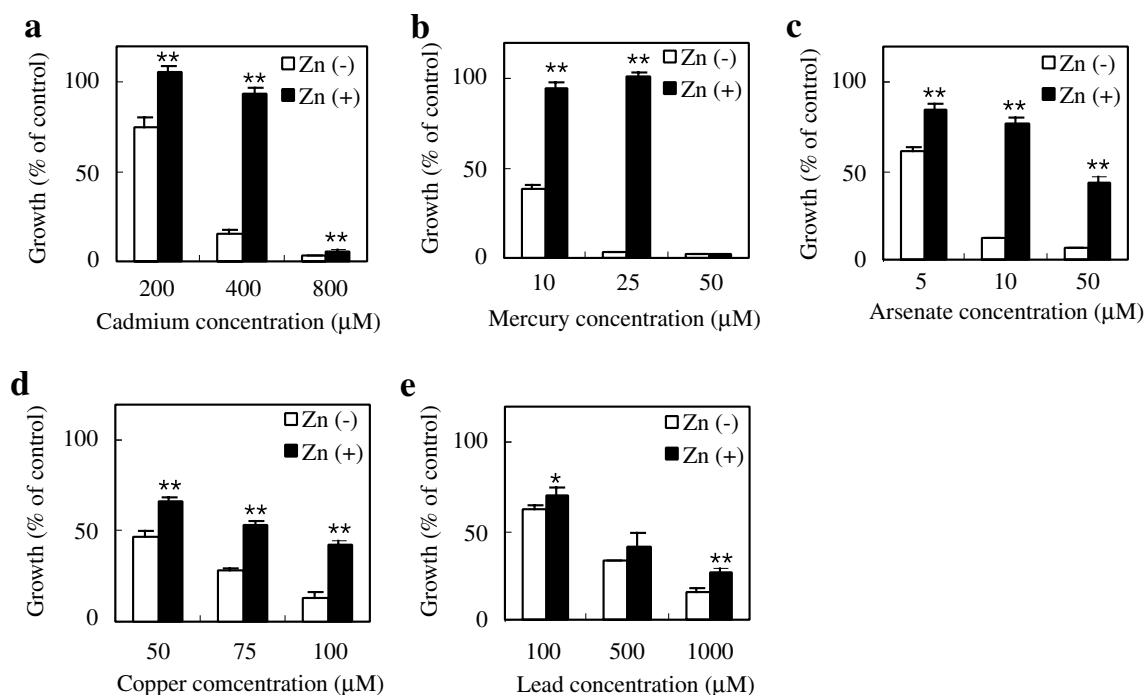 a
Growth (% of control)
100
50
0
**
**
**
Zn (-)
Zn (+)
200 400 800
Cadmium concentration (μM)
b
Growth (% of control)
100
50
0
**
**
Zn (-)
Zn (+)
10 25 50
Mercury concentration (μM)
c
Growth (% of control)
100
50
0
**
**
**
Zn (-)
Zn (+)
5 10 50
Arsenate concentration (μM)
d
Growth (% of control)
100
50
0
**
**
**
Zn (-)
Zn (+)
50 75 100
Copper comcentration (μM)
e
Growth (% of control)
100
50
0
*
**
Zn (-)
Zn (+)
100 500 1000
Lead concentration (μM)